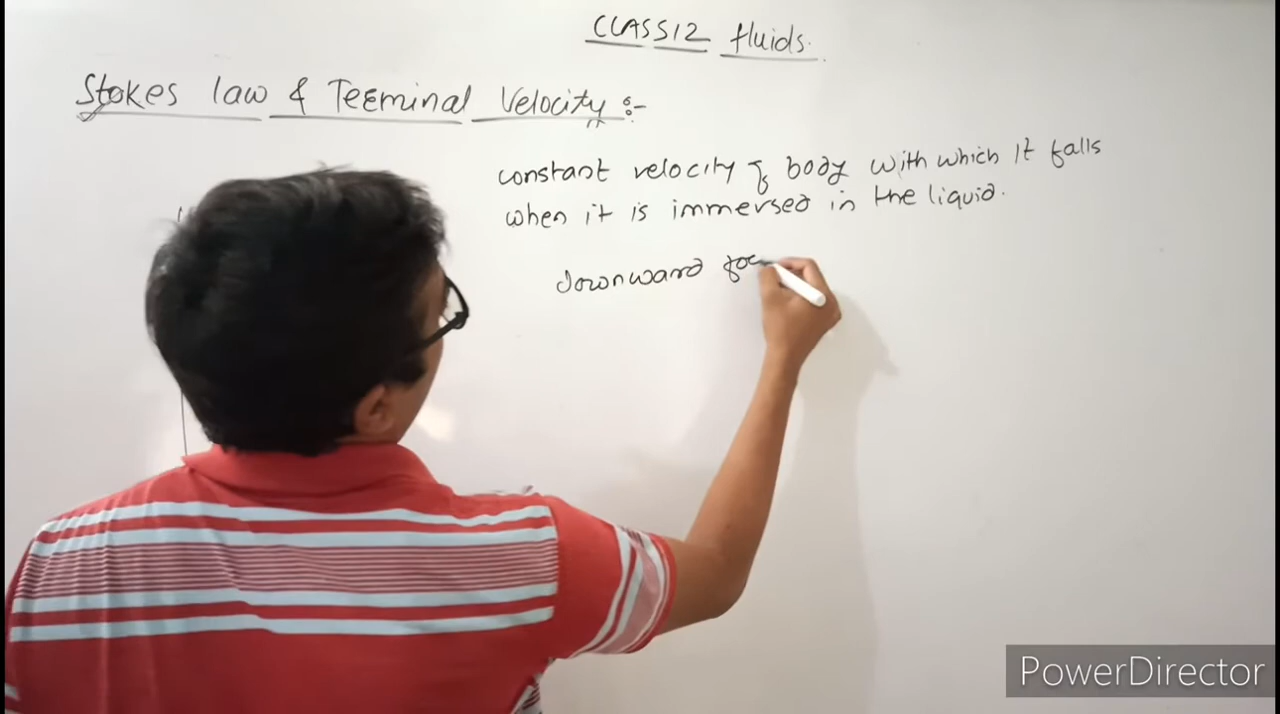 CLASS12 fluids.
Stokes law & Terminal Velocity :-
constant velocity of body with which it falls
when it is immersed in the liquid.
downward
PowerDirector